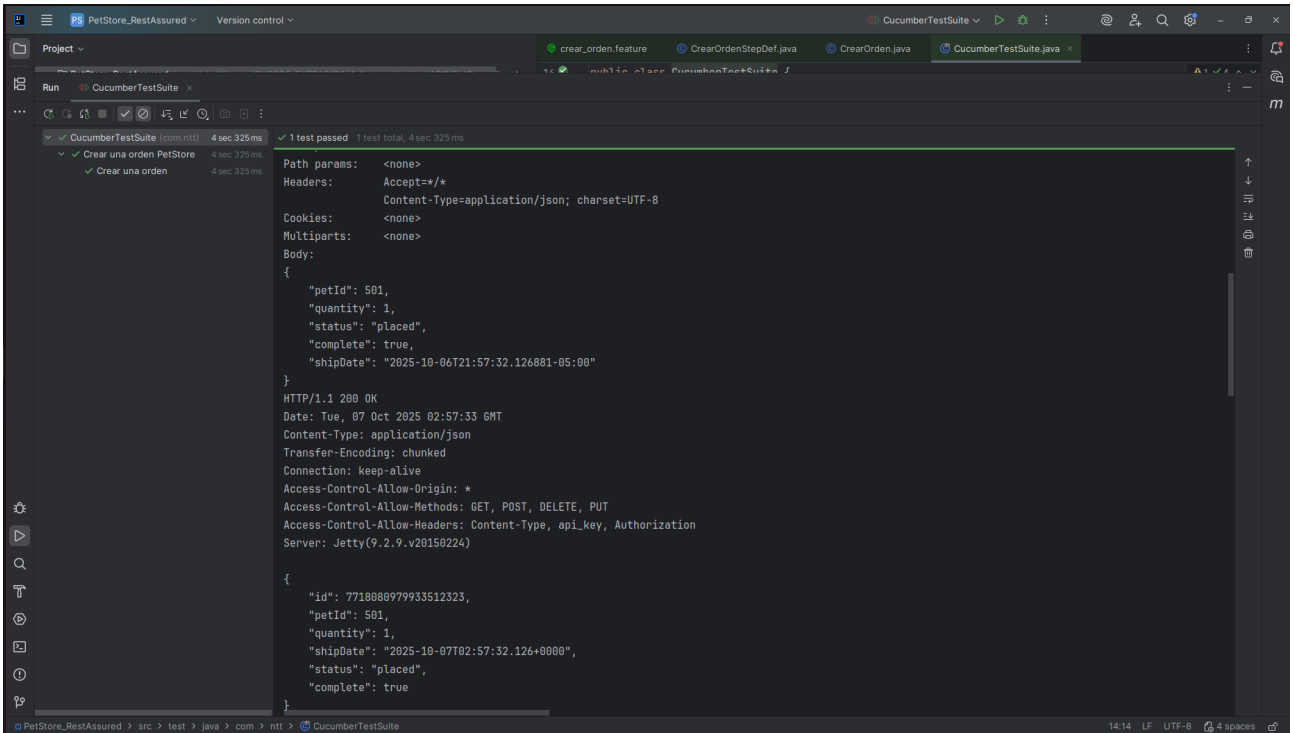 PS PetStore_RestAssured Version control CucumberTestSuite
Project crear_orden.feature CrearOrdenStepDef.java CrearOrden.java CucumberTestSuite.java
public class CucumberTestSuite {
Run CucumberTestSuite
CucumberTestSuite (com.ntt) 4 sec 325 ms
1 test passed 1 test total, 4 sec 325 ms
Crear una orden PetStore 4 sec 325 ms
Crear una orden 4 sec 325 ms
Path params: <none>
Headers: Accept=*/*
Content-Type=application/json; charset=UTF-8
Cookies: <none>
Multiparts: <none>
Body:
{
"petId": 501,
"quantity": 1,
"status": "placed",
"complete": true,
"shipDate": "2025-10-06T21:57:32.126881-05:00"
}
HTTP/1.1 200 OK
Date: Tue, 07 Oct 2025 02:57:33 GMT
Content-Type: application/json
Transfer-Encoding: chunked
Connection: keep-alive
Access-Control-Allow-Origin: *
Access-Control-Allow-Methods: GET, POST, DELETE, PUT
Access-Control-Allow-Headers: Content-Type, api_key, Authorization
Server: Jetty(9.2.9.v20150224)
{
"id": 7718080979933512323,
"petId": 501,
"quantity": 1,
"shipDate": "2025-10-07T02:57:32.126+0000",
"status": "placed",
"complete": true
}
PetStore_RestAssured > src > test > java > com > ntt > CucumberTestSuite 14:14 LF UTF-8 4 spaces